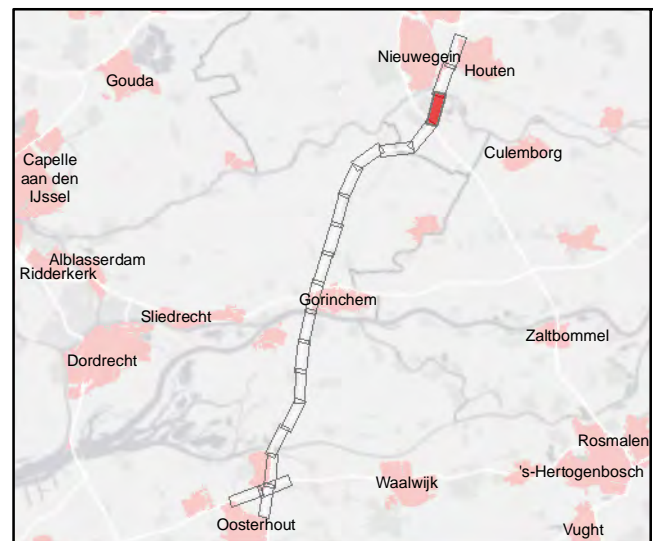 Nieuwegein
Houten
Gouda
Culemborg
Capelle
aan den
IJssel
Alblasserdam
Ridderkerk
Gorinchem
Sliedrecht
Zaltbommel
Dordrecht
Rosmalen
Waalwijk
's-Hertogenbosch
Oosterhout
Vught